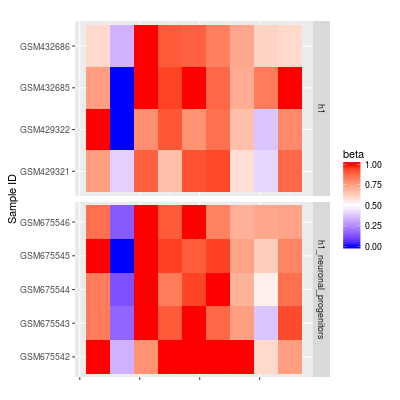 GSM432686
GSM432685
GSM429322
GSM429321
h1
GSM675546
GSM675545
GSM675544
GSM675543
GSM675542
h1_neuronal_progenitors
Sample ID
beta
1.00
0.75
0.50
0.25
0.00